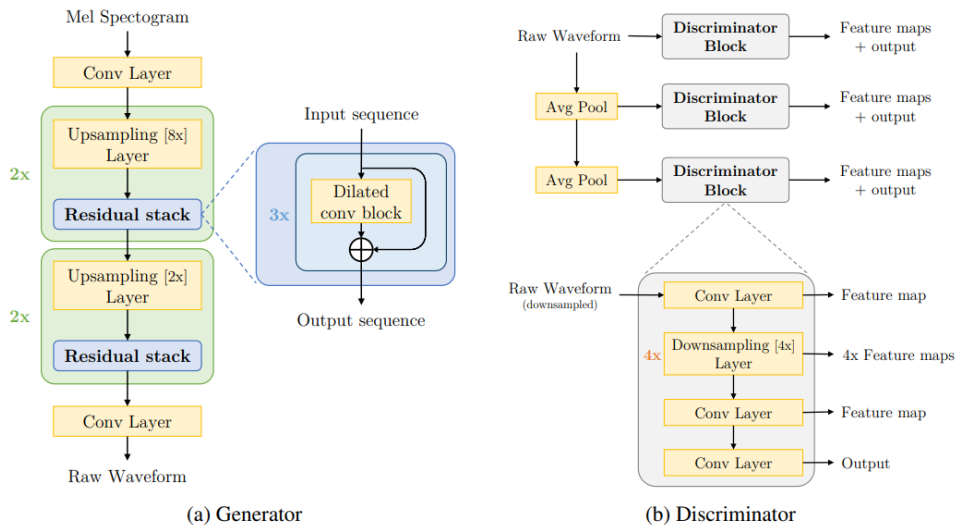 Mel Spectogram
Conv Layer
2x
Upsampling [8x]
Layer
Residual stack
2x
Upsampling [2x]
Layer
Residual stack
Conv Layer
Raw Waveform
Input sequence
3x
Dilated
conv block
Output sequence
(a) Generator
Raw Waveform
Discriminator
Block
Feature maps
+ output
Avg Pool
Discriminator
Block
Feature maps
+ output
Avg Pool
Discriminator
Block
Feature maps
+ output
Raw Waveform
(downsampled)
Conv Layer
Feature map
4x
Downsampling [4x]
Layer
4x Feature maps
Conv Layer
Feature map
Conv Layer
Output
(b) Discriminator